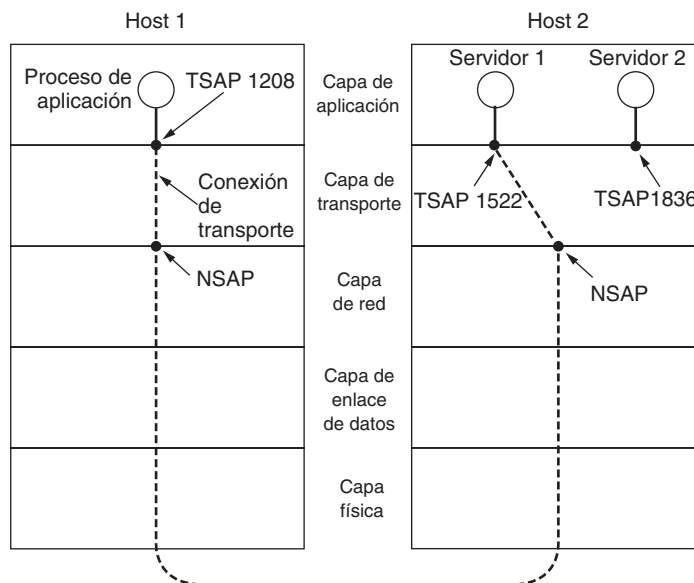 Host 1
Host 2
Proceso de
aplicación
TSAP 1208
Capa de
aplicación
Servidor 1
Servidor 2
Conexión
de
transporte
Capa de
transporte
TSAP 1522
TSAP1836
NSAP
Capa
de red
NSAP
Capa de
enlace
de datos
Capa
física